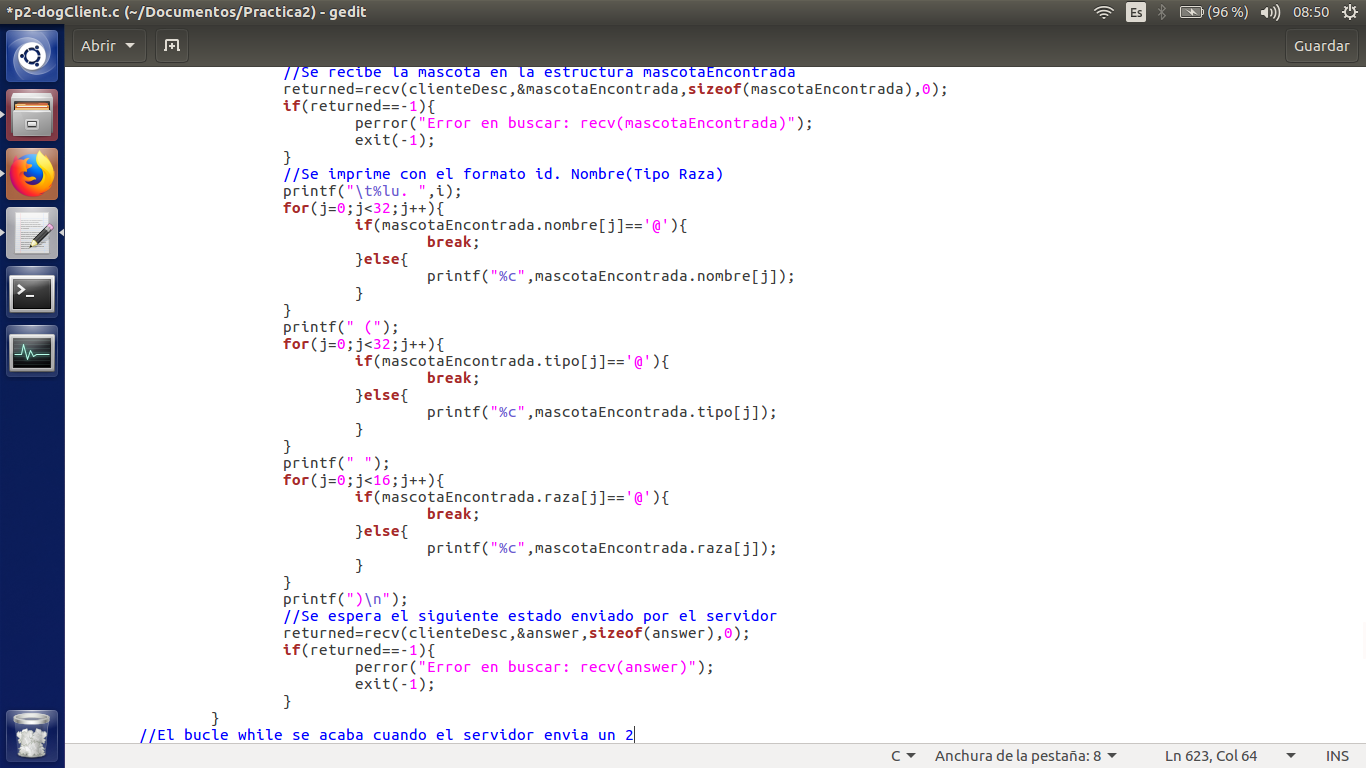 *p2-dogClient.c (~/Documentos/Practica2) - gedit
Es
(96 %)
08:50
Abrir
Guardar
//Se recibe la mascota en la estructura mascotaEncontrada
returned=recv(clienteDesc,&mascotaEncontrada,sizeof(mascotaEncontrada),0);
if(returned==-1){
perror("Error en buscar: recv(mascotaEncontrada)");
exit(-1);
}
//Se imprime con el formato id. Nombre(Tipo Raza)
printf("\t%lu. ",i);
for(j=0;j<32;j++){
if(mascotaEncontrada.nombre[j]=='@'){
break;
}else{
printf("%c",mascotaEncontrada.nombre[j]);
}
}
printf(" (");
for(j=0;j<32;j++){
if(mascotaEncontrada.tipo[j]=='@'){
break;
}else{
printf("%c",mascotaEncontrada.tipo[j]);
}
}
printf(" ");
for(j=0;j<16;j++){
if(mascotaEncontrada.raza[j]=='@'){
break;
}else{
printf("%c",mascotaEncontrada.raza[j]);
}
}
printf(")\n");
//Se espera el siguiente estado enviado por el servidor
returned=recv(clienteDesc,&answer,sizeof(answer),0);
if(returned==-1){
perror("Error en buscar: recv(answer)");
exit(-1);
}
}
//El bucle while se acaba cuando el servidor envia un 2
C
Anchura de la pestaña: 8
Ln 623, Col 64
INS